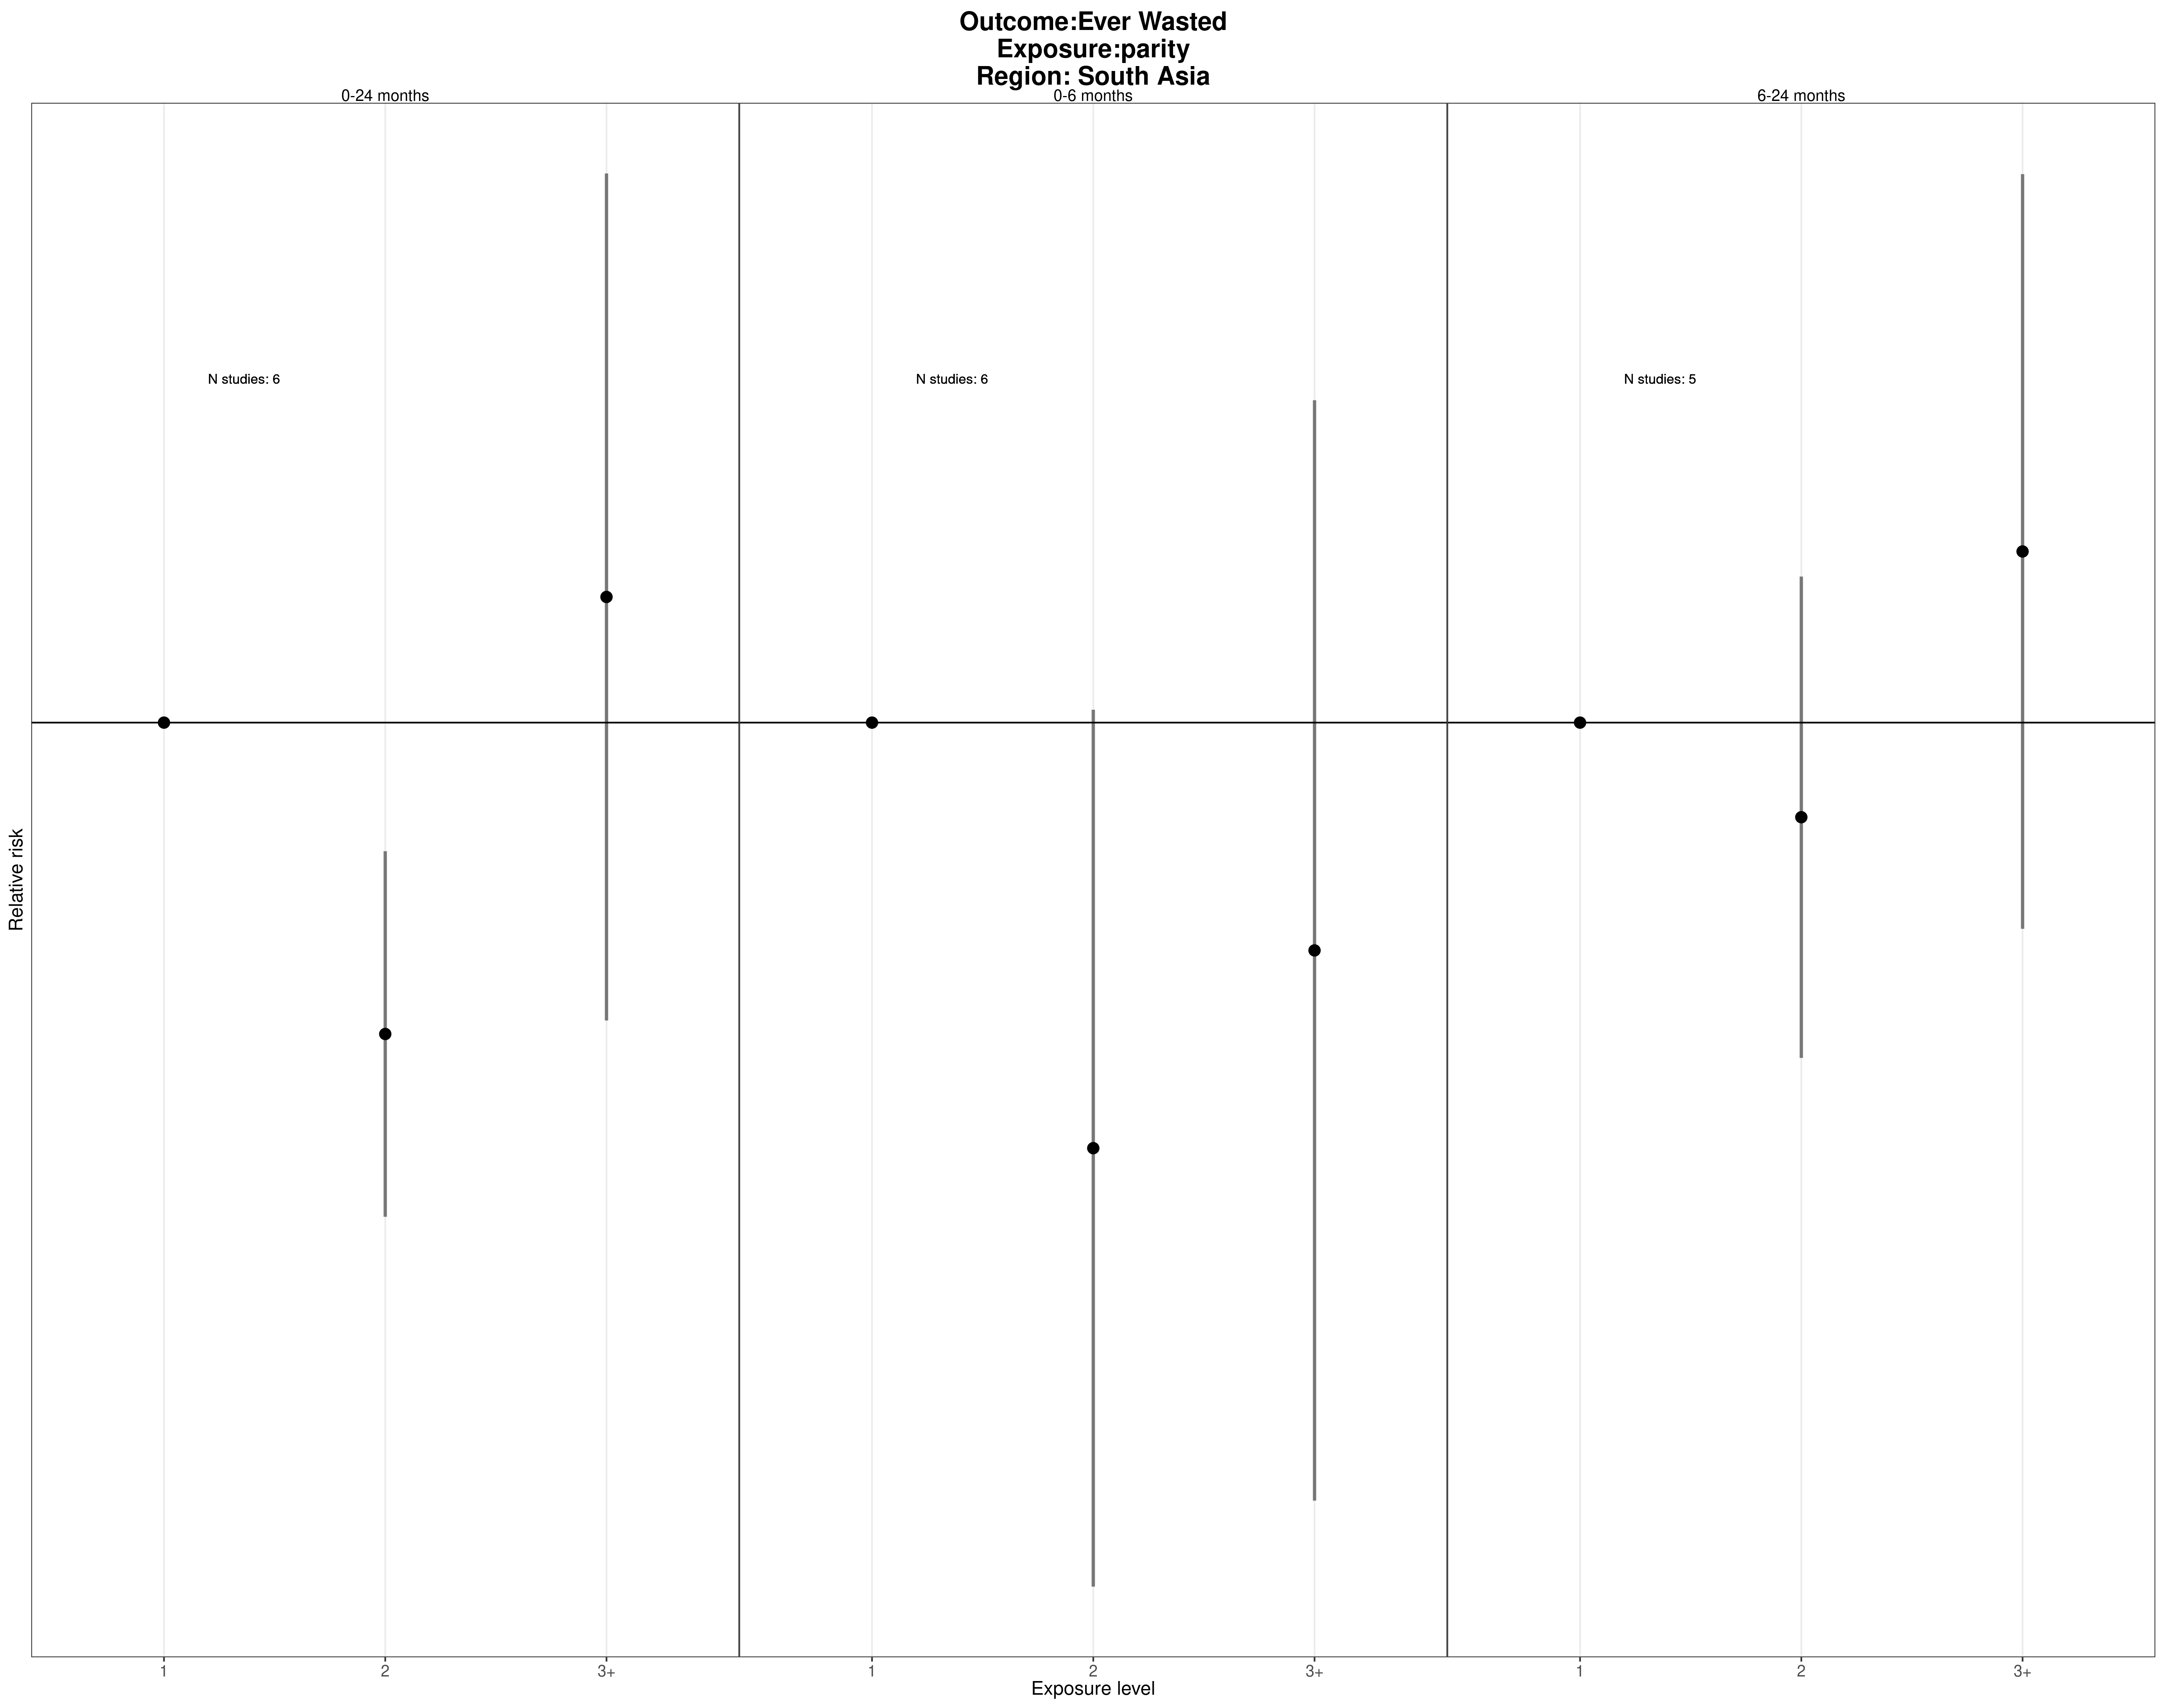 Outcome:Ever Wasted
Exposure:parity
Region: South Asia
0-24 months
0-6 months
6-24 months
N studies: 6
N studies: 6
N studies: 5
Relative risk
1
2
3+
1
2
3+
1
2
3+
Exposure level